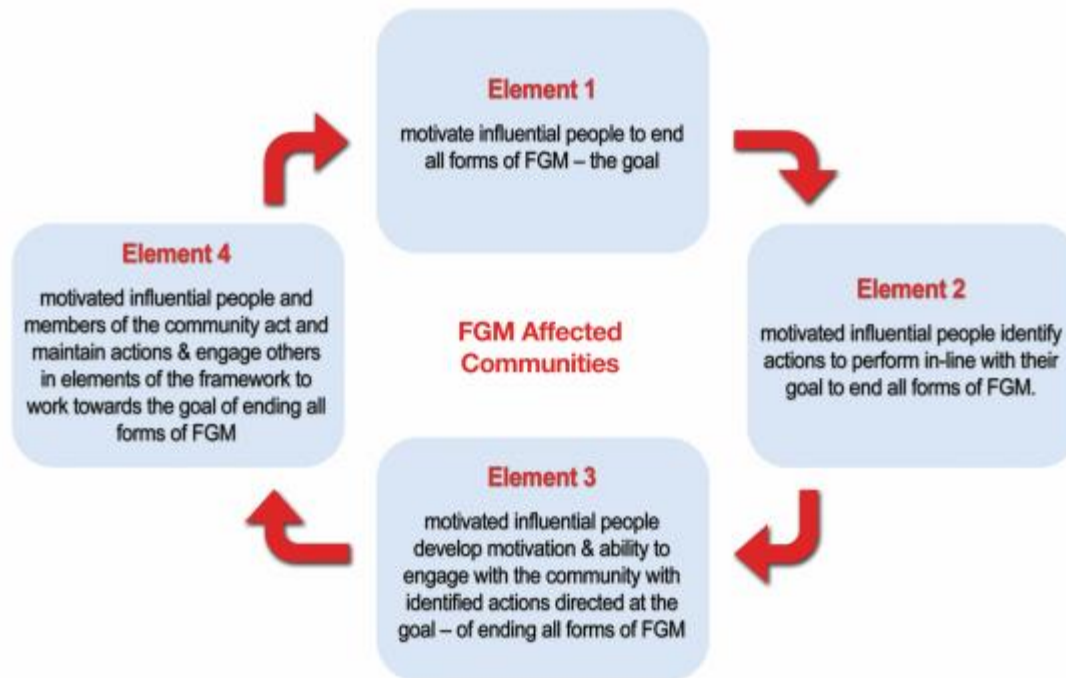 Element 1
motivate influential people to end
all forms of FGM – the goal
Element 2
motivated influential people identify
actions to perform in-line with their
goal to end all forms of FGM.
Element 3
motivated influential people
develop motivation & ability to
engage with the community with
identified actions directed at the
goal – of ending all forms of FGM
Element 4
motivated influential people and
members of the community act and
maintain actions & engage others
in elements of the framework to
work towards the goal of ending all
forms of FGM
FGM Affected
Communities